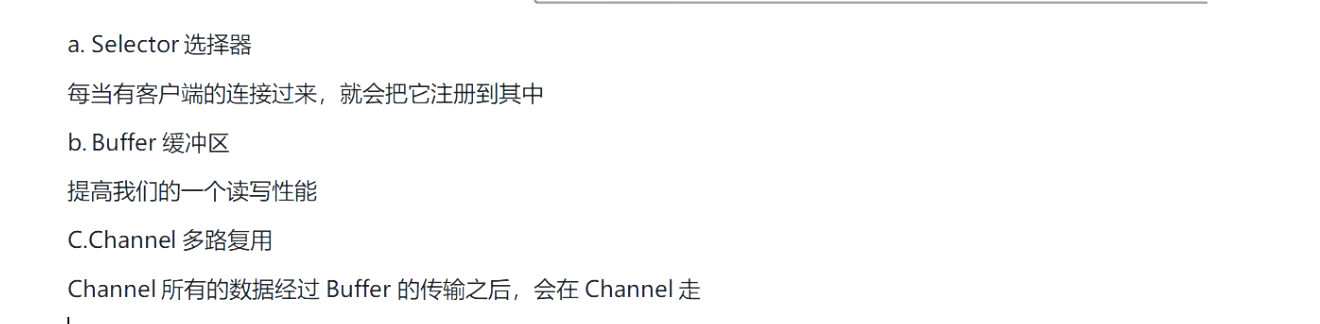 a. Selector 选择器
每当有客户端的连接过来，就会把它注册到其中
b. Buffer 缓冲区
提高我们的一个读写性能
C.Channel 多路复用
Channel 所有的数据经过 Buffer 的传输之后，会在 Channel 走